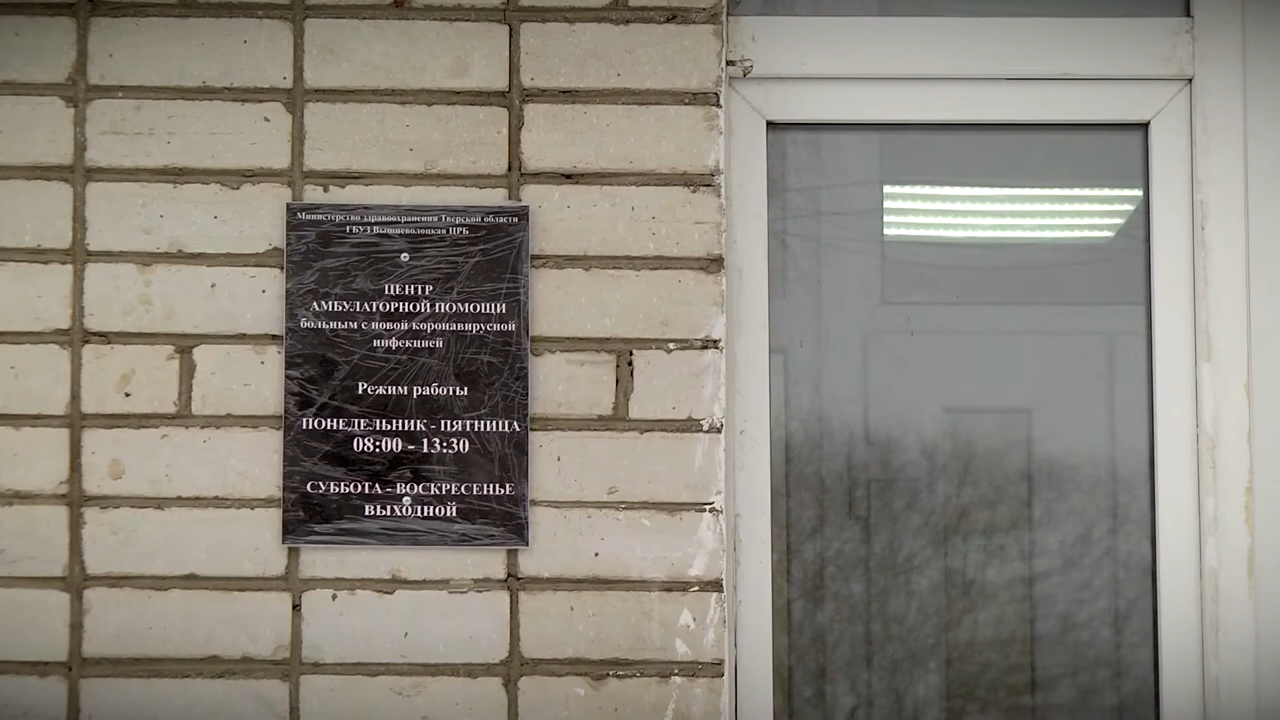 Министерство здравоохранения Тверской области
ГБУЗ Вышневолоцкая ЦРБ
ЦЕНТР
АМБУЛАТОРНОЙ ПОМОЩИ
больным с новой коронавирусной
инфекцией
Режим работы
ПОНЕДЕЛЬНИК - ПЯТНИЦА
08:00 - 13:30
СУББОТА - ВОСКРЕСЕНЬЕ
ВЫХОДНОЙ